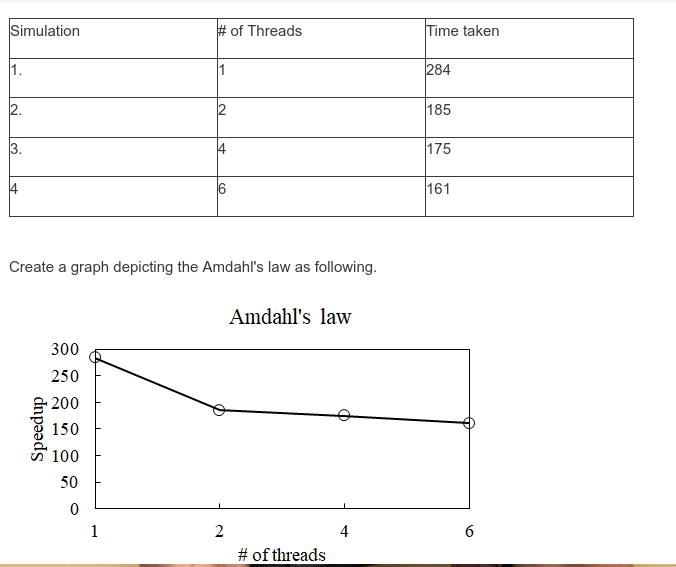 Simulation # of Threads Time taken
1. 1 284
2. 2 185
3. 4 175
4 6 161
Create a graph depicting the Amdahl's law as following.
Amdahl's law
300
250
200
150
100
50
0
Speedup
1 2 4 6
# of threads